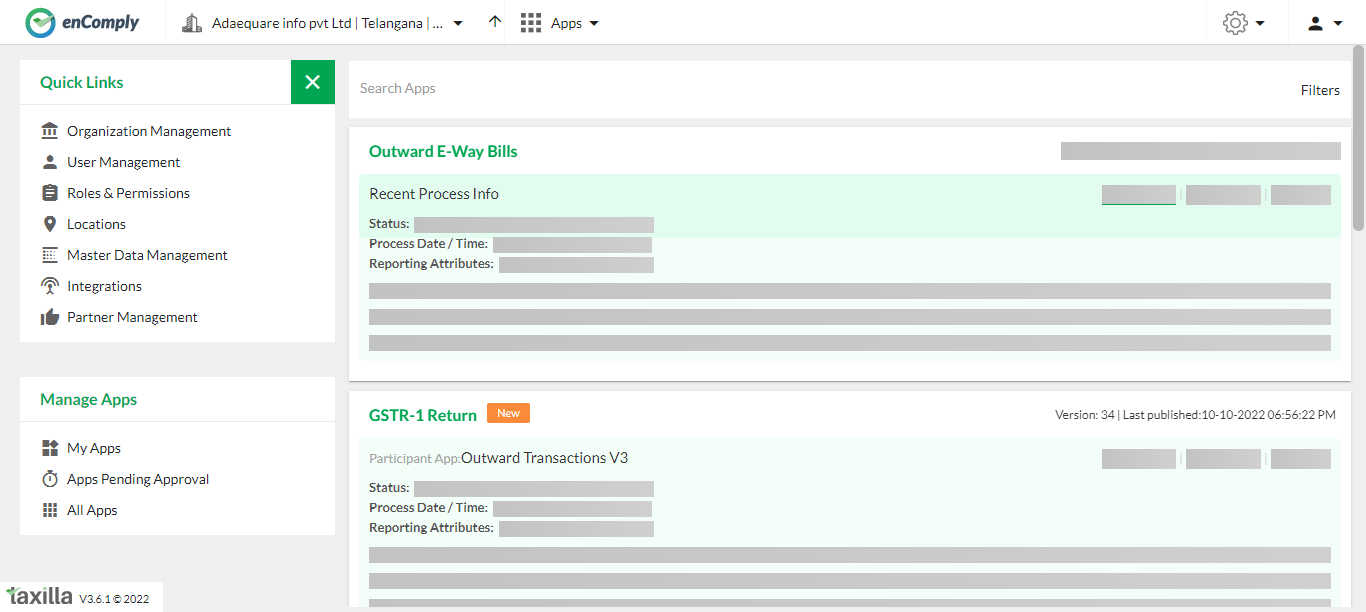 enComply
Adaequare info pvt Ltd | Telangana | ...
Apps
Quick Links
Organization Management
User Management
Roles & Permissions
Locations
Master Data Management
Integrations
Partner Management
Manage Apps
My Apps
Apps Pending Approval
All Apps
taxilla V3.6.1 © 2022
Search Apps
Filters
Outward E-Way Bills
Recent Process Info
Status:
Process Date / Time:
Reporting Attributes:
GSTR-1 Return New
Version: 34 | Last published:10-10-2022 06:56:22 PM
Participant App:Outward Transactions V3
Status:
Process Date / Time:
Reporting Attributes: